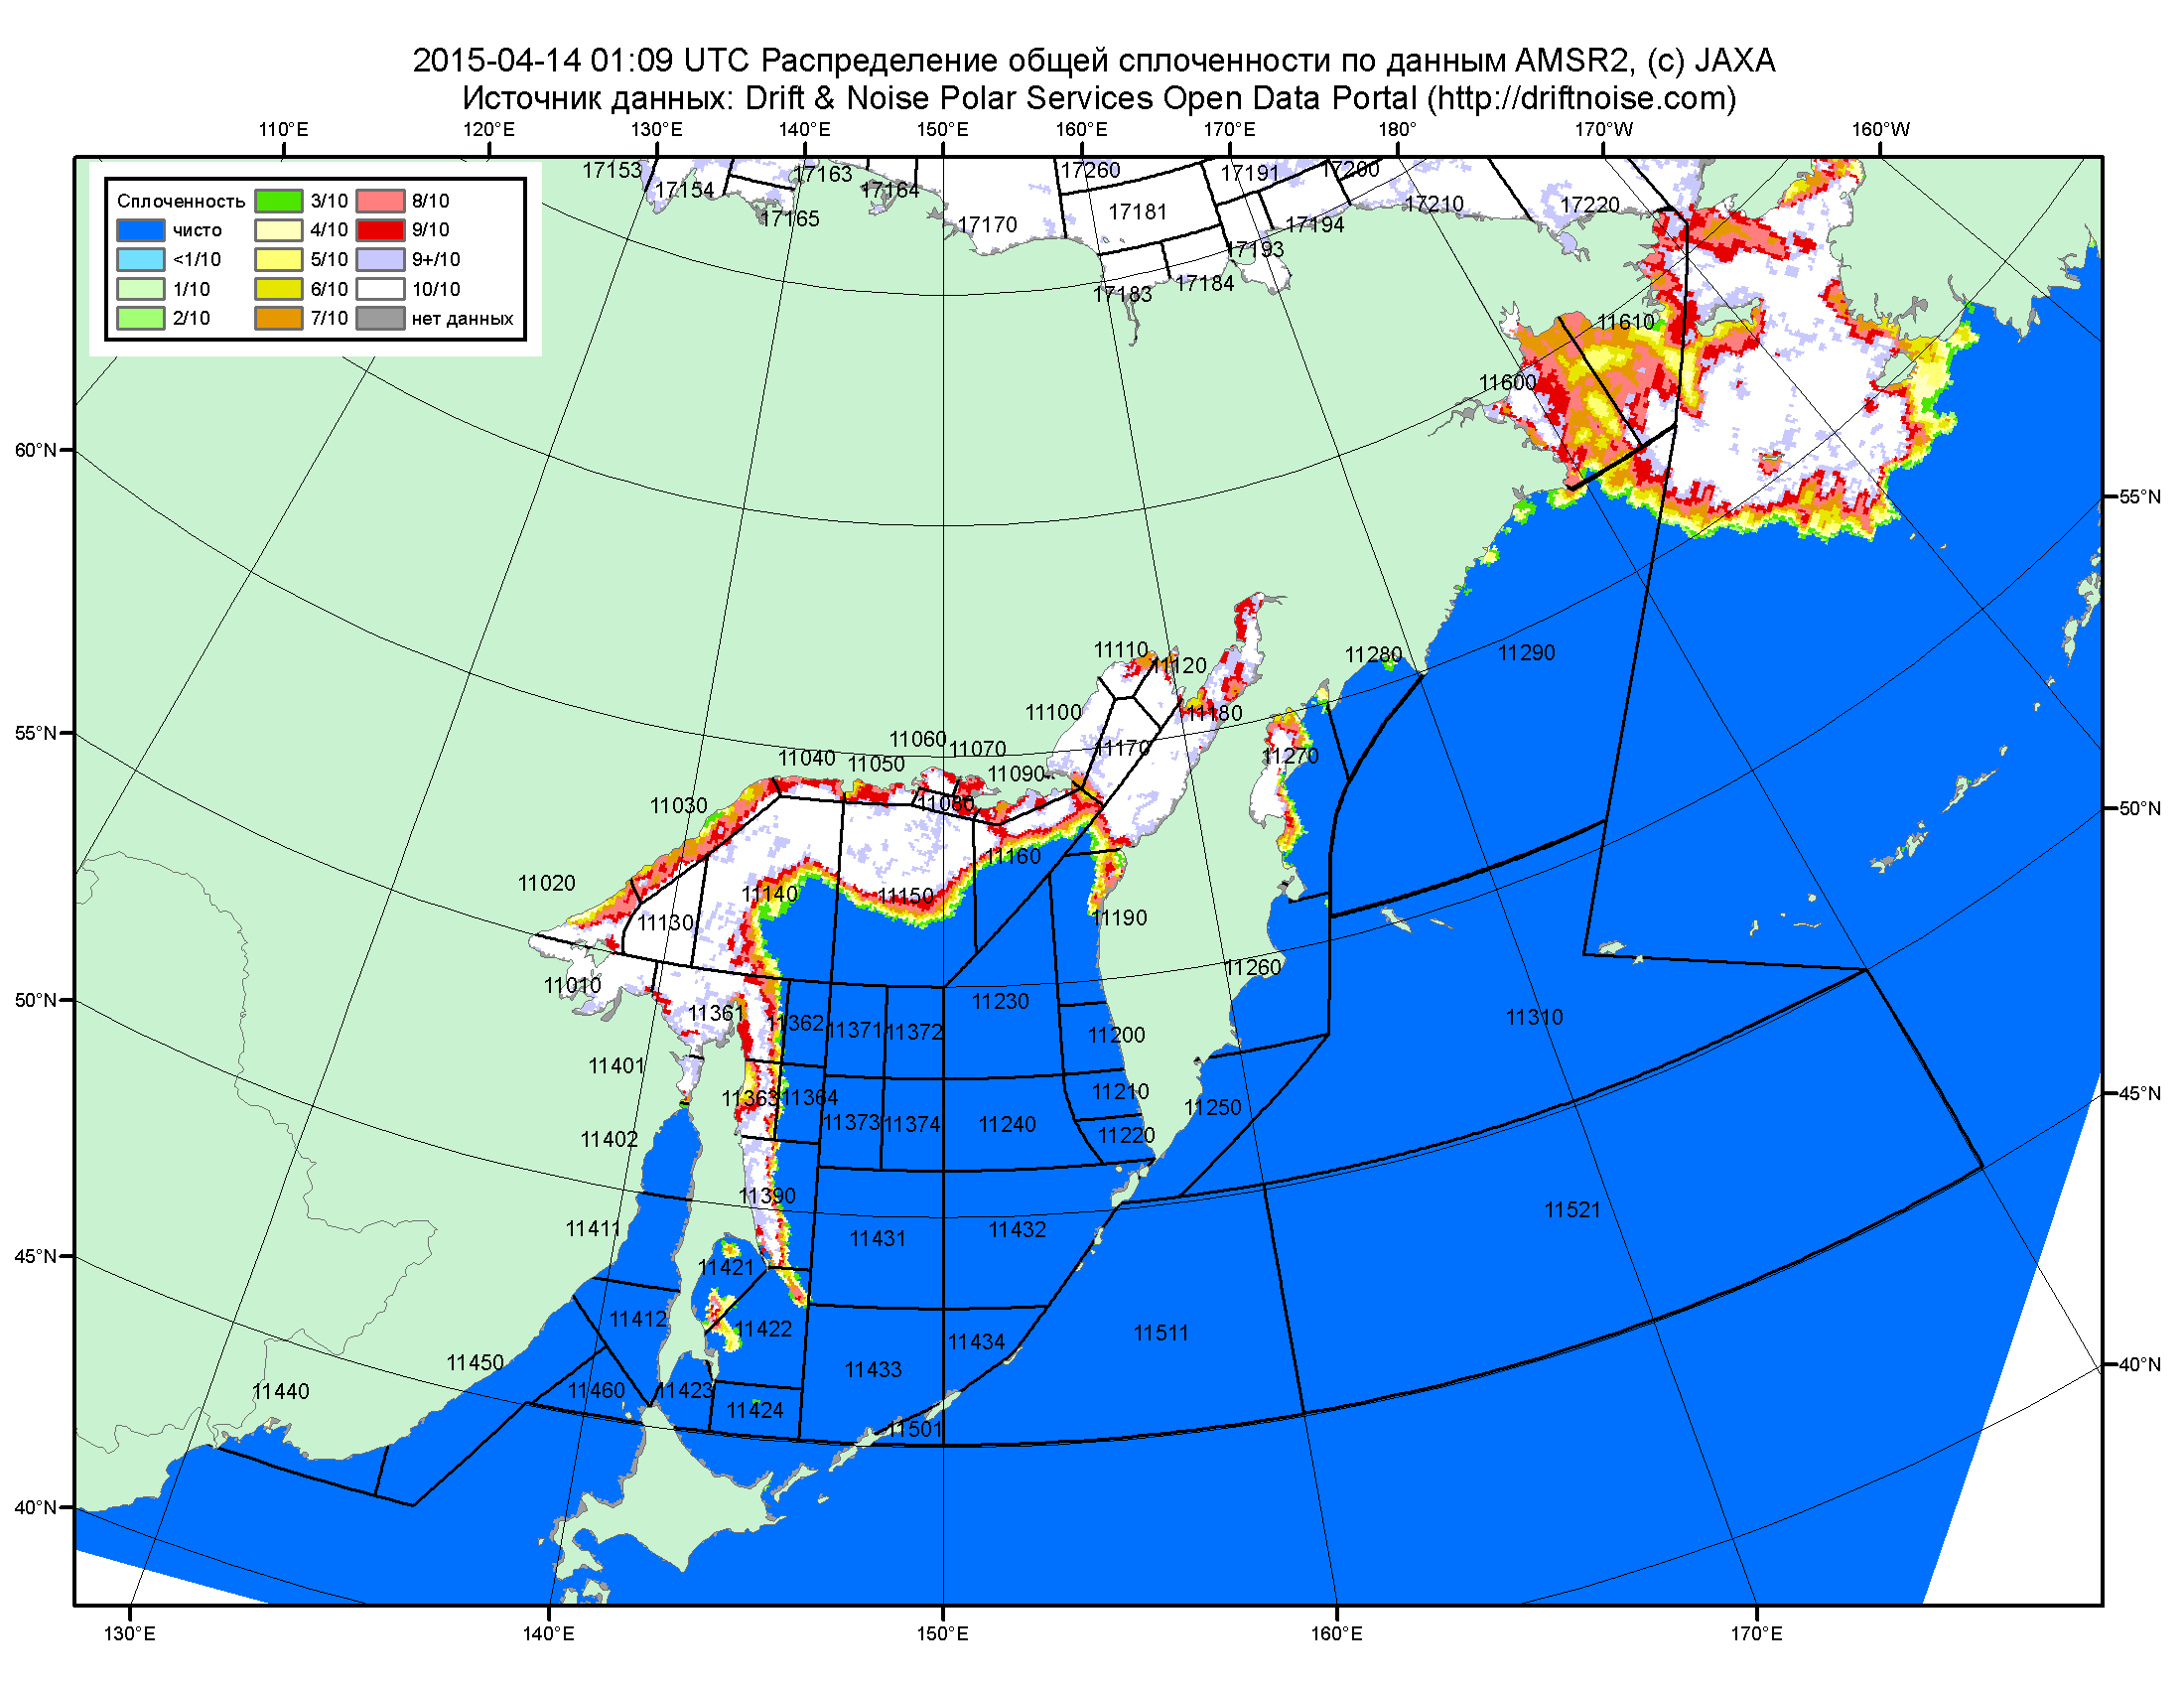 2015-04-14 01:09 UTC Распределение общей сплоченности по данным AMSR2, (c) JAXA
Источник данных: Drift & Noise Polar Services Open Data Portal (http://driftnoise.com)
110°E 120°E 130°E 140°E 150°E 160°E 170°E 180° 170°W 160°W
Сплоченность 3/10 8/10
чисто 4/10 9/10
<1/10 5/10 9+/10
1/10 6/10 10/10
2/10 7/10 нет данных
17153 17154 17163 17164 17165 17170
17260 17181 17191 17200 17210 17220
17194 17193 17184 17183
11610
11600
60°N
55°N
11110 11120 11280 11290
11100 11180
55°N 11060 11070 11170
11040 11050 11090 11270
11030 11080 50°N
11160
11020 11140 11150
11130 11190
11260
50°N 11010 11230 11310
11361 11362 11371 11372 11200
11401 11210 45°N
11363 11364 11373 11374 11240 11250
11402 11220
11390 11521
11411 11431 11432
45°N 11421
11412 11422 11434 11511
11450 11433 40°N
11440 11460 11423
11424 11501
40°N
130°E 140°E 150°E 160°E 170°E